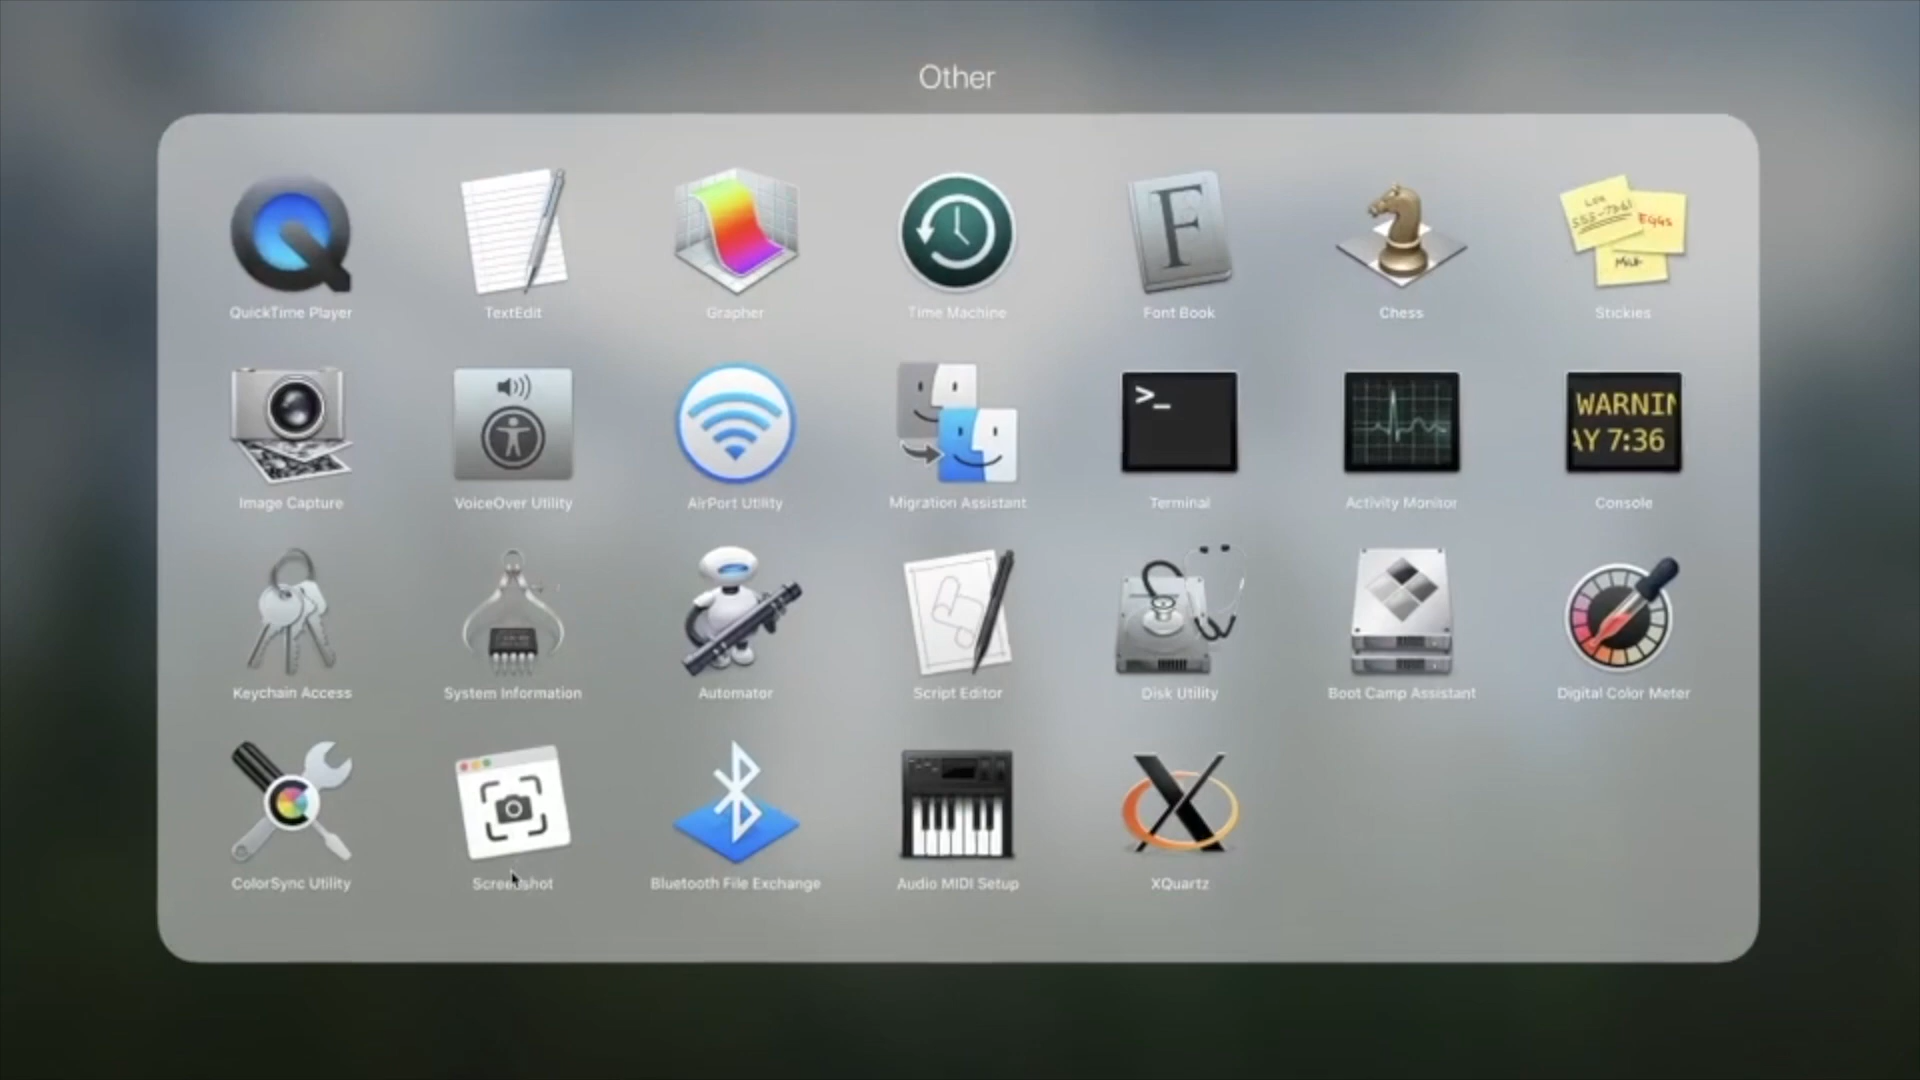 Other
QuickTime Player
TextEdit
Grapher
Time Machine
Font Book
Chess
Stickies
EGGS
MILK
Image Capture
VoiceOver Utility
AirPort Utility
Migration Assistant
Terminal
Activity Monitor
Console
>_
WARNIN
AY 7:36
Keychain Access
System Information
Automator
Script Editor
Disk Utility
Boot Camp Assistant
Digital Color Meter
ColorSync Utility
Screenshot
Bluetooth File Exchange
Audio MIDI Setup
XQuartz